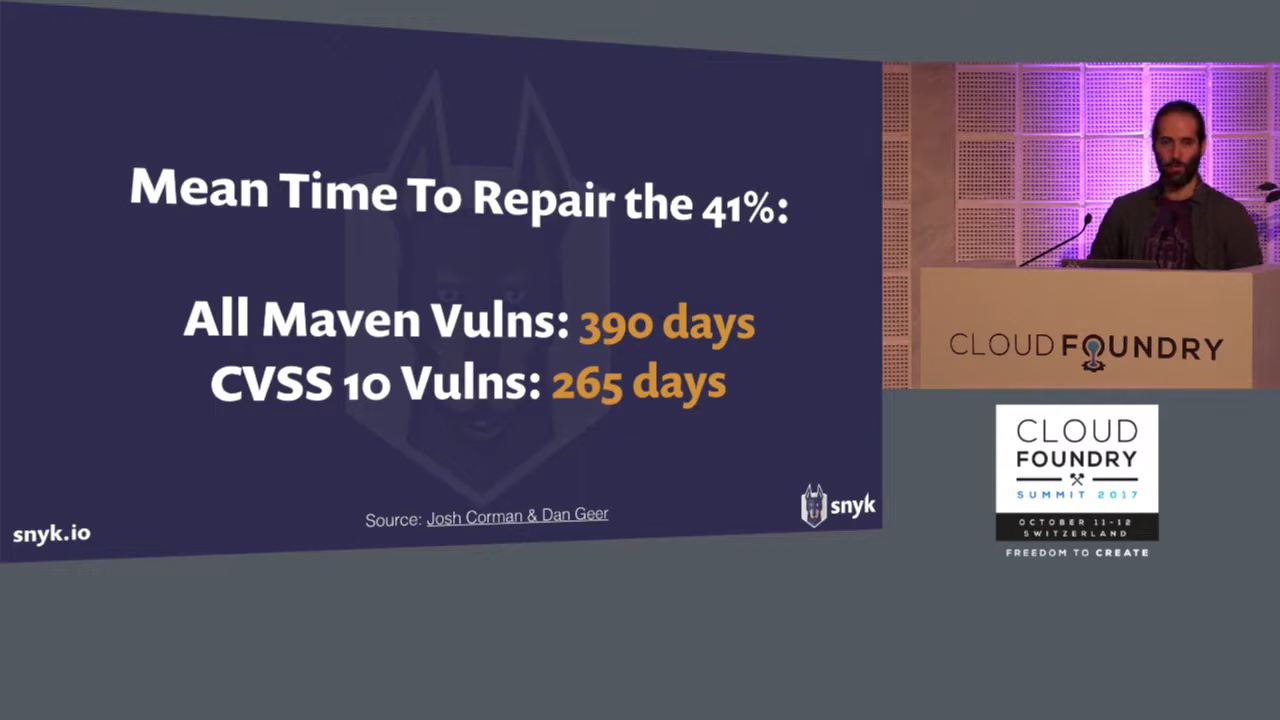 Mean Time To Repair the 41%:
All Maven Vulns: 390 days
CVSS 10 Vulns: 265 days
Source: Josh Corman & Dan Geer
snyk.io
snyk
CLOUD FOUNDRY
CLOUD
FOUNDRY
SUMMIT 2017
OCTOBER 11-12
SWITZERLAND
FREEDOM TO CREATE